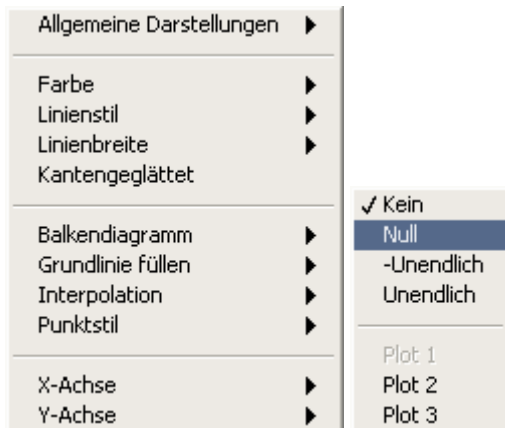 Allgemeine Darstellungen
Farbe
Linienstil
Linienbreite
Kantengeglättet
Balkendiagramm
Grundlinie füllen
Interpolation
Punktstil
X-Achse
Y-Achse
Kein
Null
-Unendlich
Unendlich
Plot 1
Plot 2
Plot 3